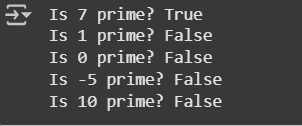 Is 7 prime? True
Is 1 prime? False
Is 0 prime? False
Is -5 prime? False
Is 10 prime? False